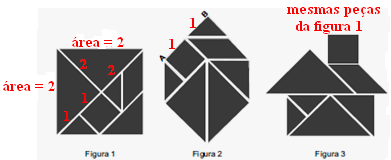 mesmas peças
da figura 1
área = 2
área = 2
2
2
1
1
1
1
A
B
Figura 1
Figura 2
Figura 3